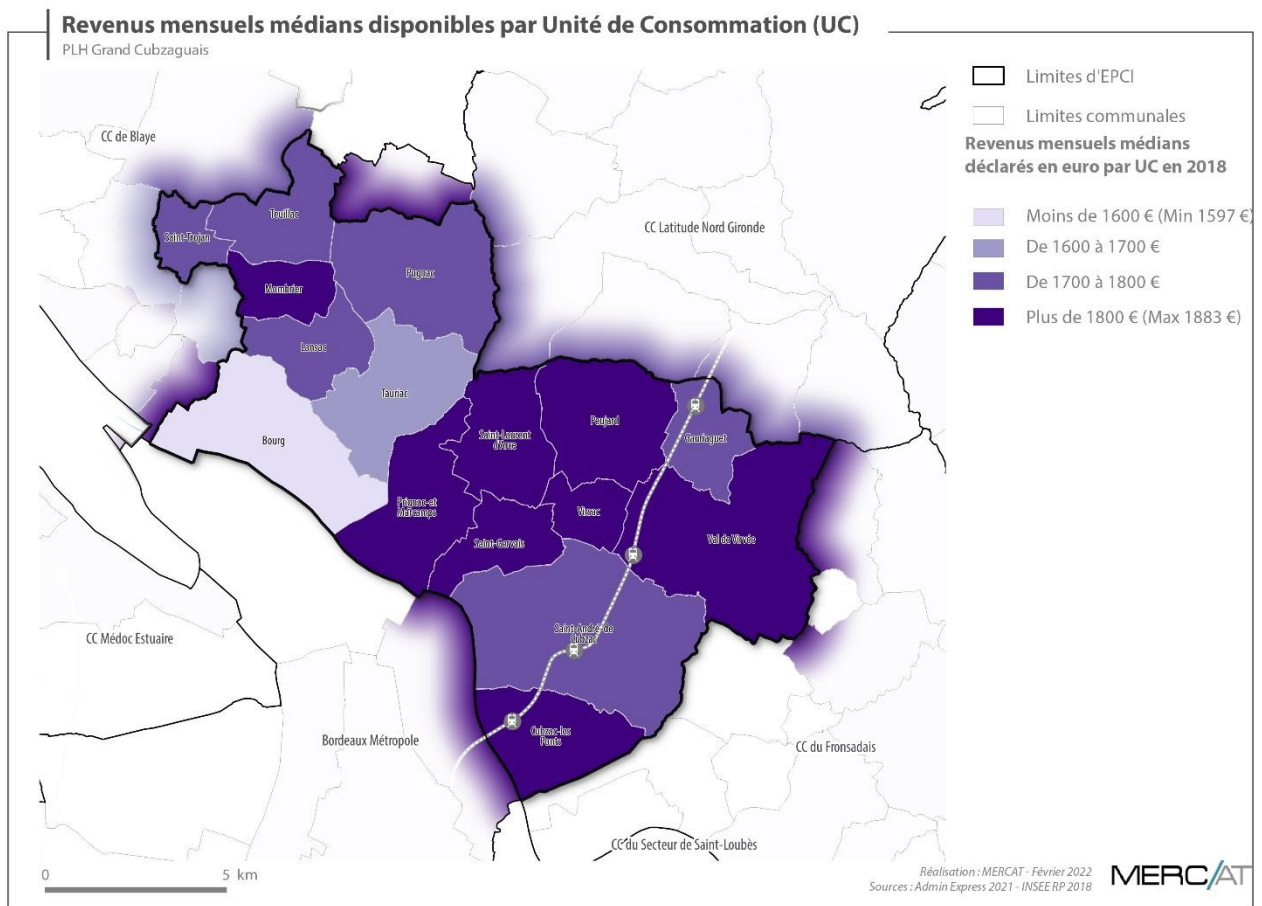 Revenus mensuels médians disponibles par Unité de Consommation (UC)
PLH Grand Cubzaguais
Limites d'EPCI
Limites communales
Revenus mensuels médians
déclarés en euro par UC en 2018
Moins de 1600 € (Min 1597 €)
De 1600 à 1700 €
De 1700 à 1800 €
Plus de 1800 € (Max 1883 €)
CC de Blaye
CC Latitude Nord Gironde
Teuillac
Saint-Trojan
Pugnac
Mombrier
Lansac
Tauriac
Bourg
Saint-Laurent
d'Arce
Peujard
Cauriaguet
Prignac-et
Marcamps
Virsac
Saint-Gervais
Val de Virvée
CC Médoc Estuaire
Saint-André-de
Cubzac
Cubzac-les
Ponts
Bordeaux Métropole
CC du Fronsadais
CC du Secteur de Saint-Loubès
0 5 km
Réalisation : MERCAT - Février 2022
Sources : Admin Express 2021 - INSEE RP 2018
MERC/AT